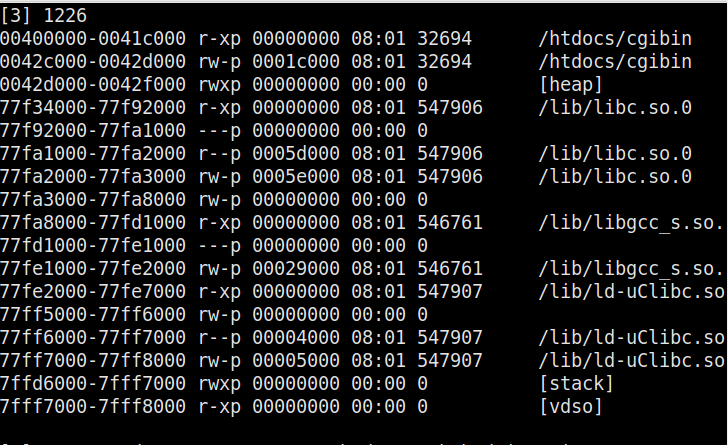 [3] 1226
00400000-0041c000 r-xp 00000000 08:01 32694 /htdocs/cgibin
0042c000-0042d000 rw-p 0001c000 08:01 32694 /htdocs/cgibin
0042d000-0042f000 rwxp 00000000 00:00 0 [heap]
77f34000-77f92000 r-xp 00000000 08:01 547906 /lib/libc.so.0
77f92000-77fa1000 ---p 00000000 00:00 0
77fa1000-77fa2000 r--p 0005d000 08:01 547906 /lib/libc.so.0
77fa2000-77fa3000 rw-p 0005e000 08:01 547906 /lib/libc.so.0
77fa3000-77fa8000 rw-p 00000000 00:00 0
77fa8000-77fd1000 r-xp 00000000 08:01 546761 /lib/libgcc_s.so.
77fd1000-77fe1000 ---p 00000000 00:00 0
77fe1000-77fe2000 rw-p 00029000 08:01 546761 /lib/libgcc_s.so.
77fe2000-77fe7000 r-xp 00000000 08:01 547907 /lib/ld-uClibc.so
77ff5000-77ff6000 rw-p 00000000 00:00 0
77ff6000-77ff7000 r--p 00004000 08:01 547907 /lib/ld-uClibc.so
77ff7000-77ff8000 rw-p 00005000 08:01 547907 /lib/ld-uClibc.so
7ffd6000-7fff7000 rwxp 00000000 00:00 0 [stack]
7fff7000-7fff8000 r-xp 00000000 00:00 0 [vdso]